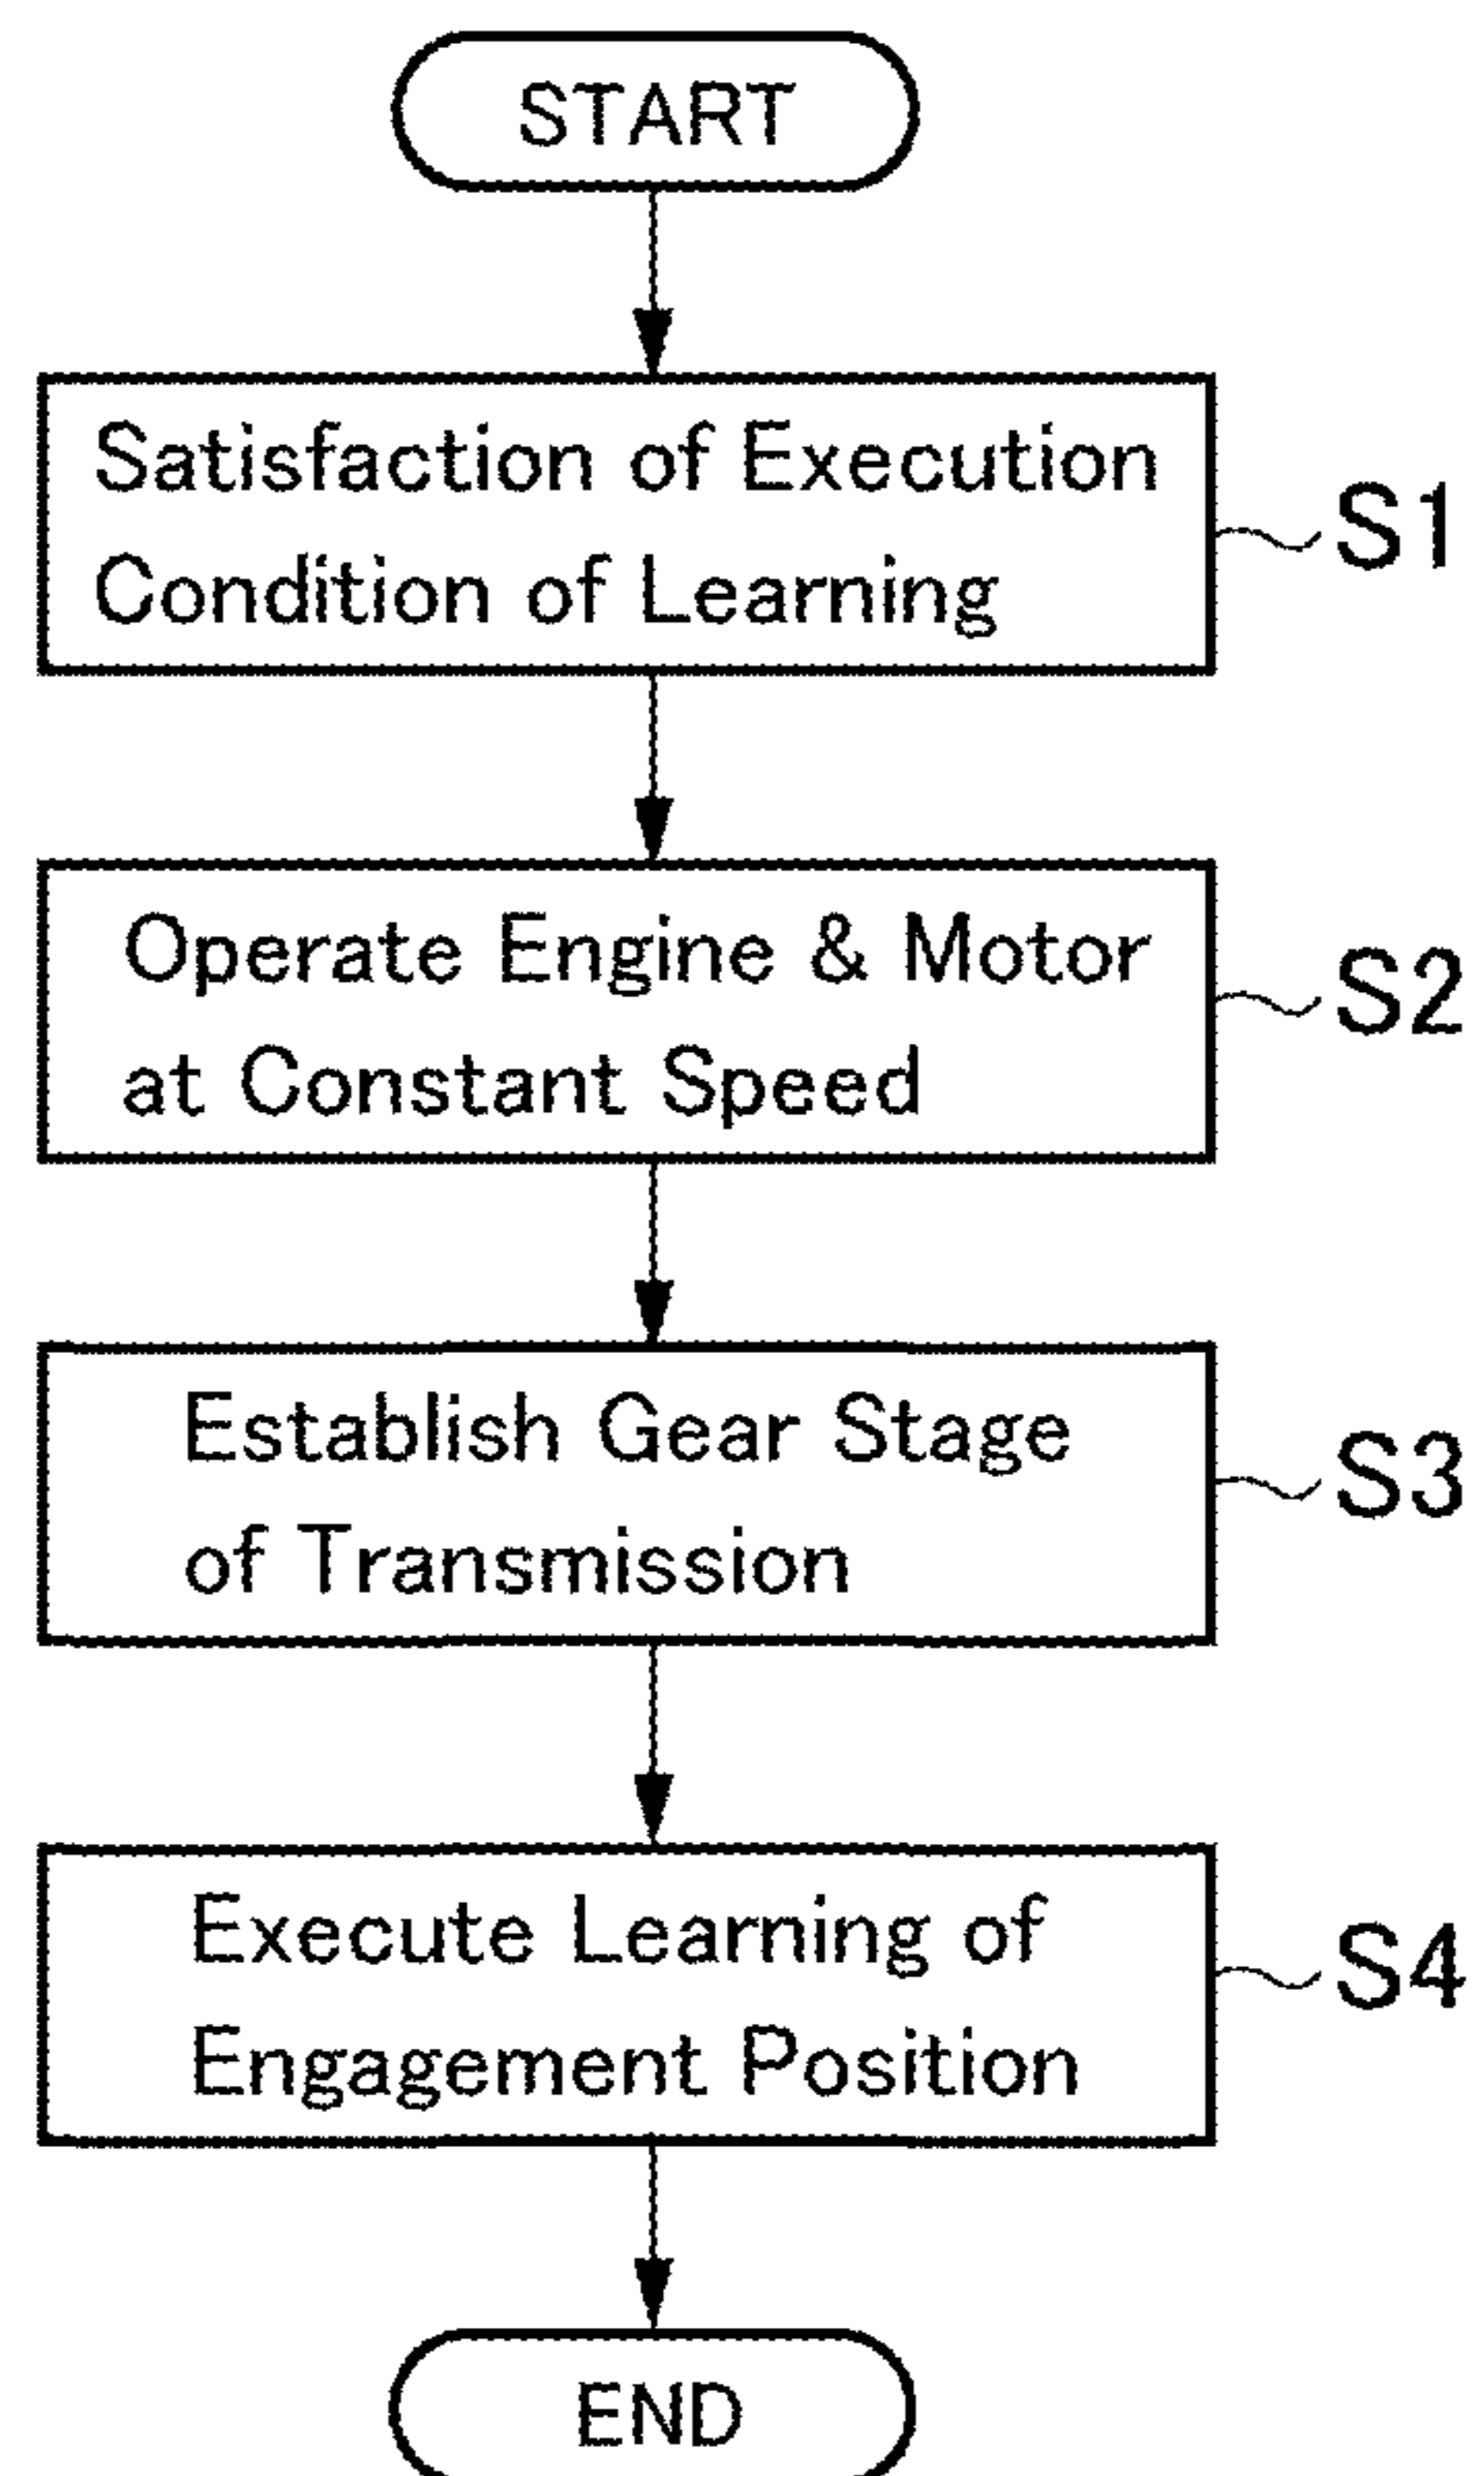 START
Satisfaction of Execution
Condition of Learning
S1
Operate Engine & Motor
at Constant Speed
S2
Establish Gear Stage
of Transmission
S3
Execute Learning of
Engagement Position
S4
END